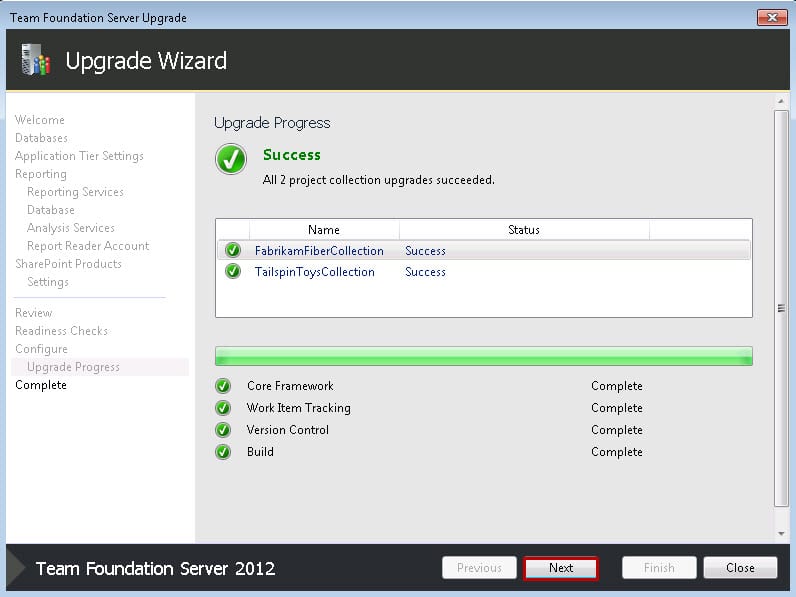 Team Foundation Server Upgrade
Upgrade Wizard
Welcome
Databases
Application Tier Settings
Reporting
Reporting Services
Database
Analysis Services
Report Reader Account
SharePoint Products
Settings
Review
Readiness Checks
Configure
Upgrade Progress
Complete
Upgrade Progress
Success
All 2 project collection upgrades succeeded.
Name Status
FabrikamFiberCollection Success
TailspinToysCollection Success
Core Framework Complete
Work Item Tracking Complete
Version Control Complete
Build Complete
Team Foundation Server 2012
Previous Next Finish Close